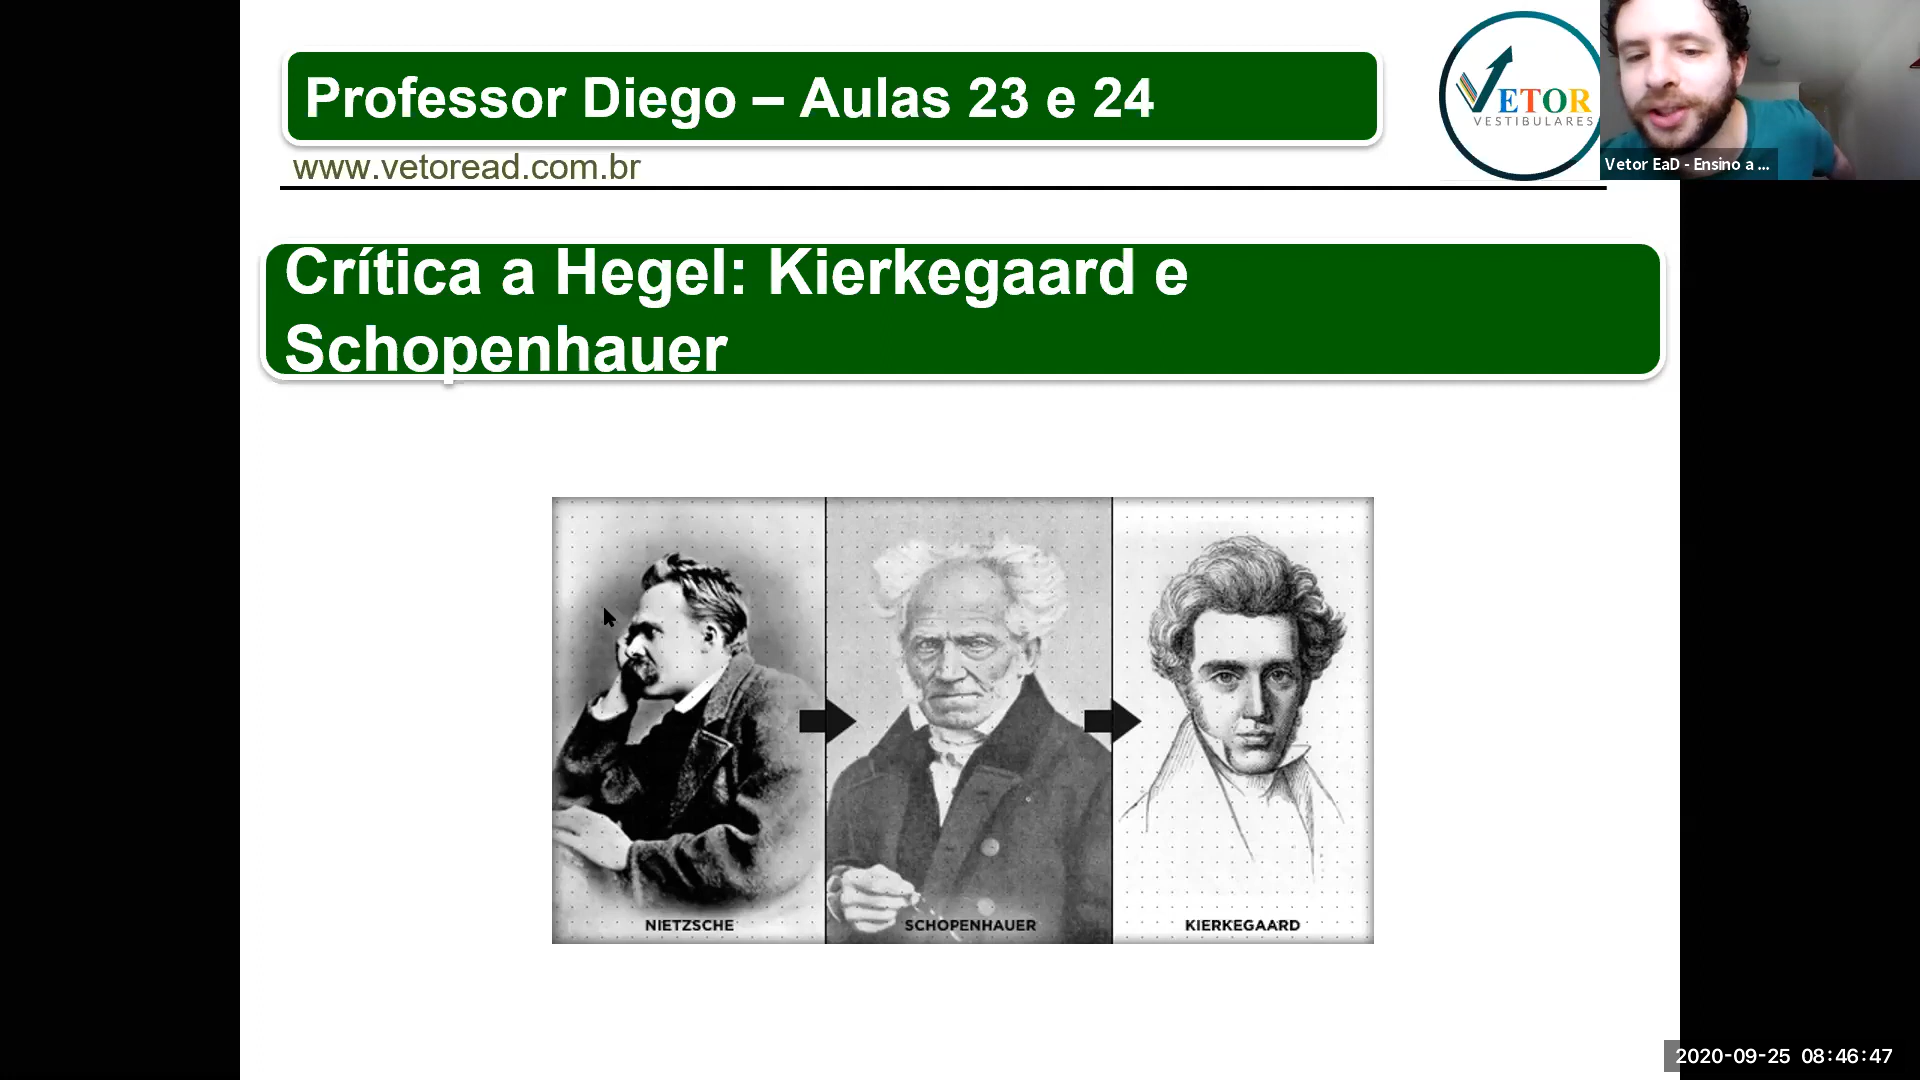 Professor Diego – Aulas 23 e 24
VETOR
VESTIBULARES
Vetor EaD - Ensino a ...
www.vetoread.com.br
Crítica a Hegel: Kierkegaard e
Schopenhauer
NIETZSCHE
SCHOPENHAUER
KIERKEGAARD
2020-09-25 08:46:47